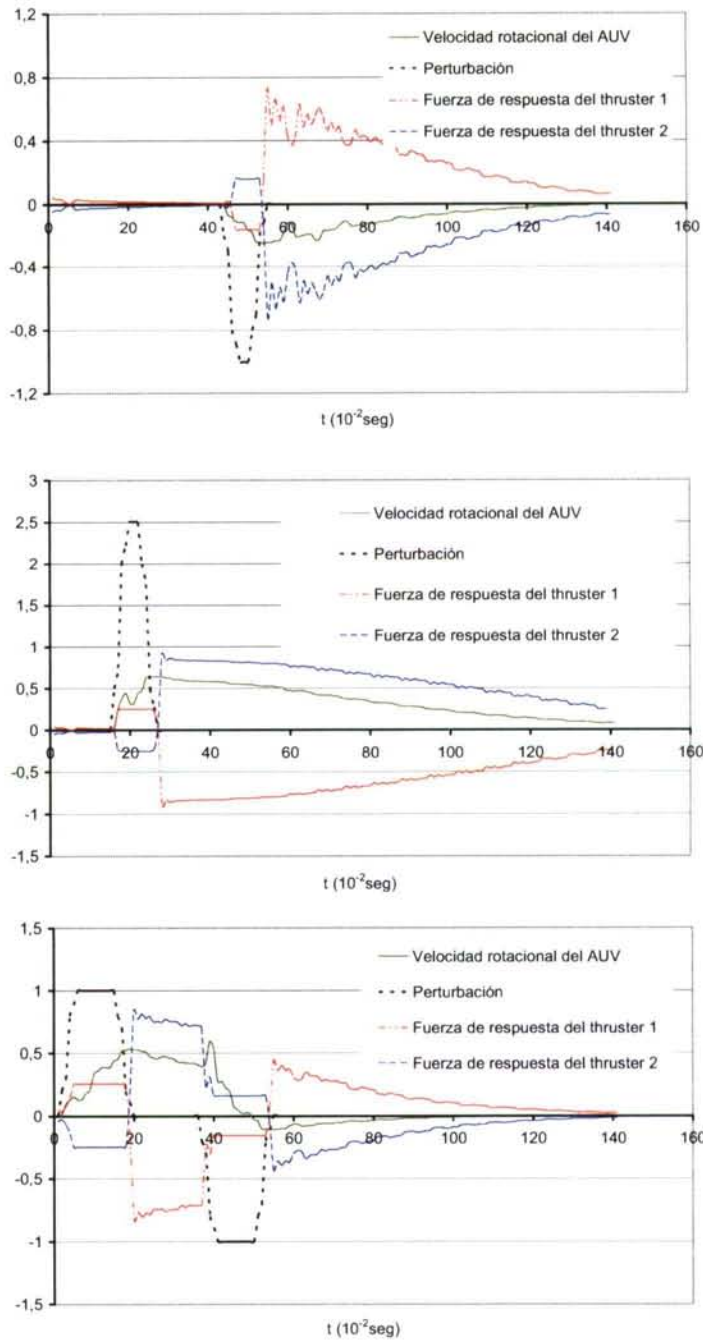 1,2
Velocidad rotacional del AUV
0,8
Perturbación
Fuerza de respuesta del thruster 1
0,4
Fuerza de respuesta del thruster 2
0
0 20 40 60 80 100 120 140 160
-0,4
-0,8
-1,2
t (10⁻²seg)
3
2,5
Velocidad rotacional del AUV
2
Perturbación
1,5
Fuerza de respuesta del thruster 1
1
Fuerza de respuesta del thruster 2
0,5
0
0 20 40 60 80 100 120 140 160
-0,5
-1
-1,5
t (10⁻²seg)
1,5
Velocidad rotacional del AUV
1
Perturbación
Fuerza de respuesta del thruster 1
0,5
Fuerza de respuesta del thruster 2
0
0 20 40 60 80 100 120 140 160
-0,5
-1
-1,5
t (10⁻²seg)